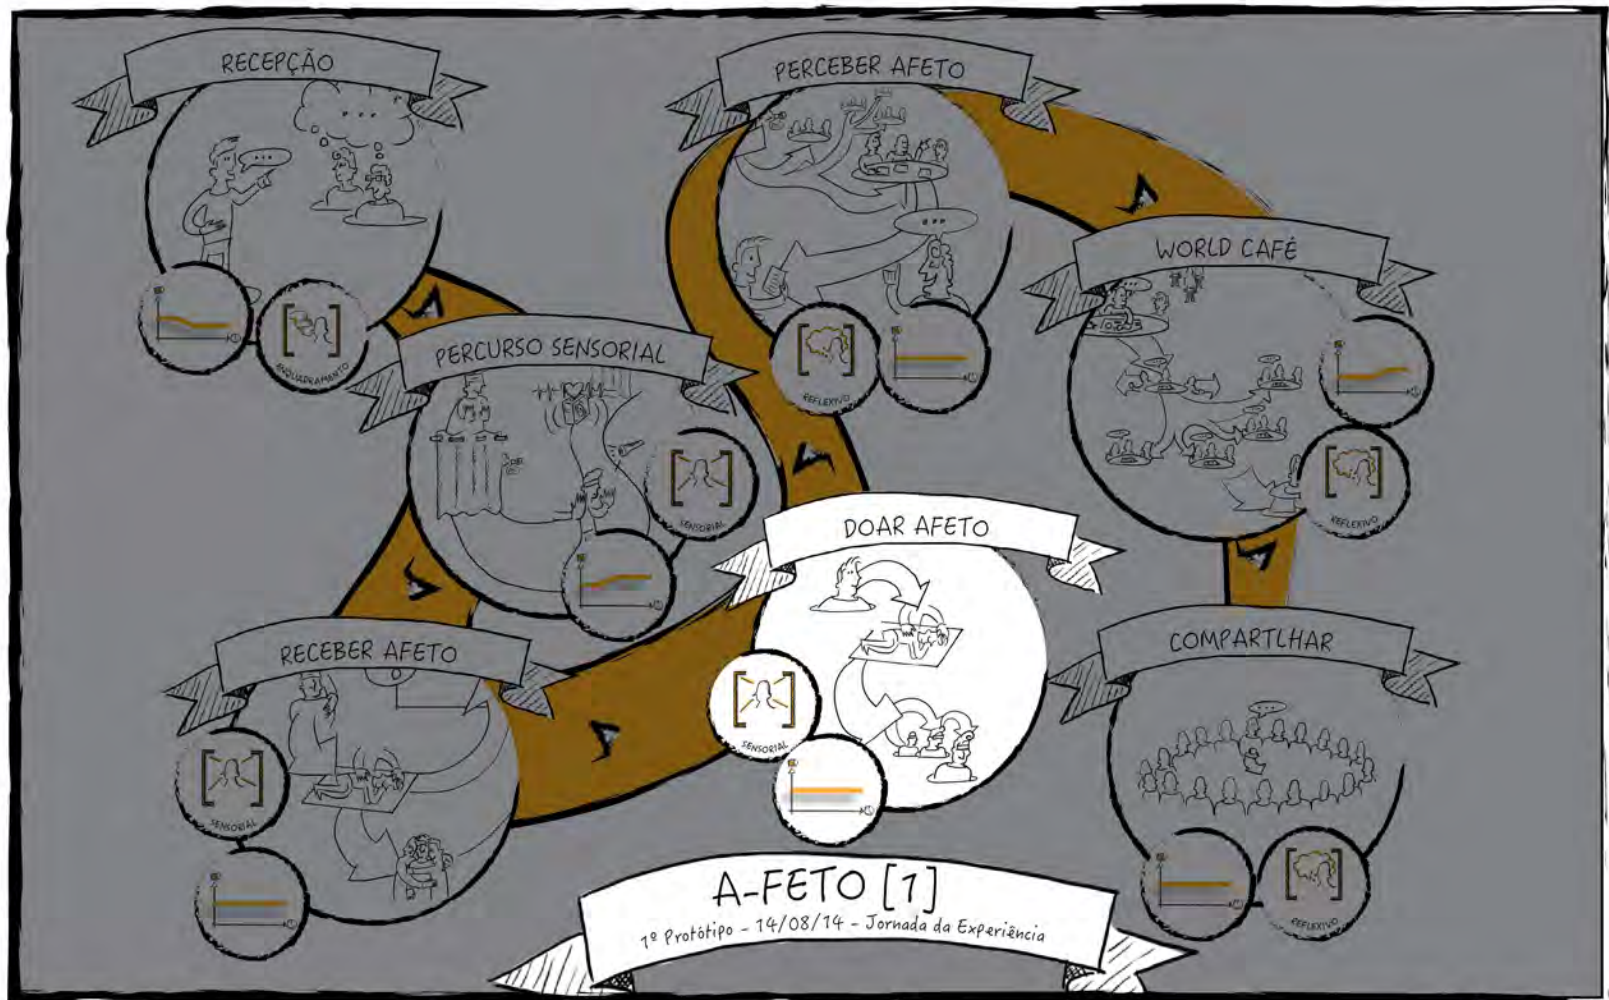 RECEPÇÃO
ENQUADRAMENTO
PERCURSO SENSORIAL
SENSORIAL
RECEBER AFETO
SENSORIAL
DOAR AFETO
SENSORIAL
PERCEBER AFETO
REFLEXIVO
WORLD CAFÉ
REFLEXIVO
COMPARTLHAR
REFLEXIVO
A-FETO [1]
1º Protótipo - 14/08/14 - Jornada da Experiência